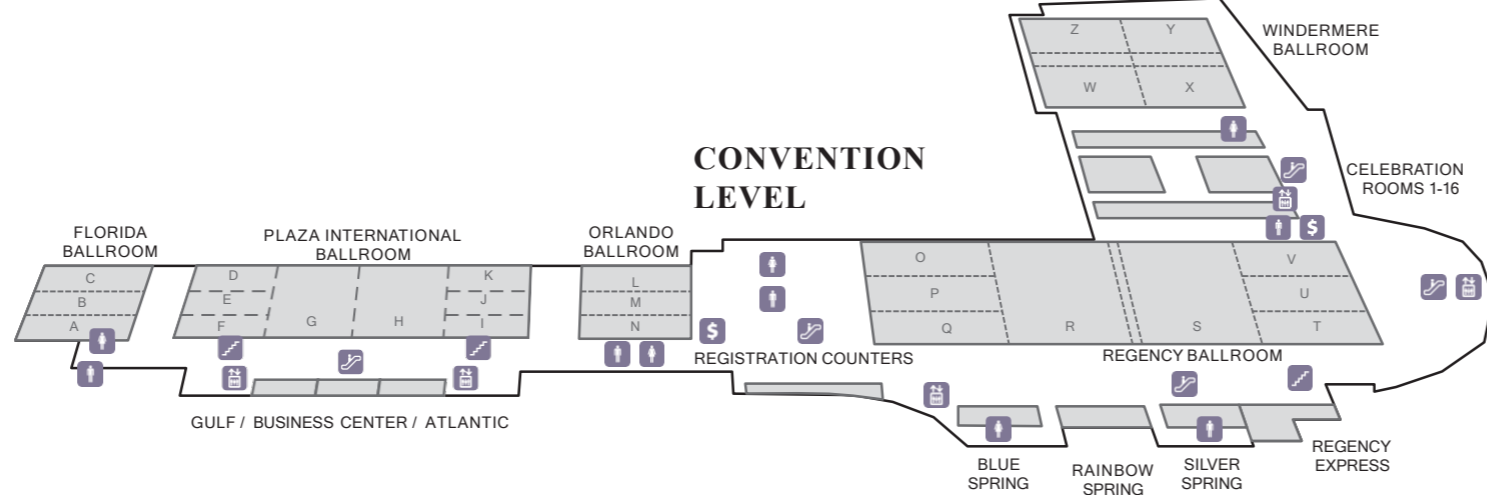 WINDERMERE
BALLROOM
Z Y
W X
CONVENTION
LEVEL
CELEBRATION
ROOMS 1-16
$
FLORIDA
BALLROOM
PLAZA INTERNATIONAL
BALLROOM
ORLANDO
BALLROOM
C
B
A
D
E
F
G
H
K
J
I
L
M
N
$
O
P
Q
R
S
V
U
T
REGISTRATION COUNTERS
REGENCY BALLROOM
GULF / BUSINESS CENTER / ATLANTIC
BLUE
SPRING
RAINBOW
SPRING
SILVER
SPRING
REGENCY
EXPRESS